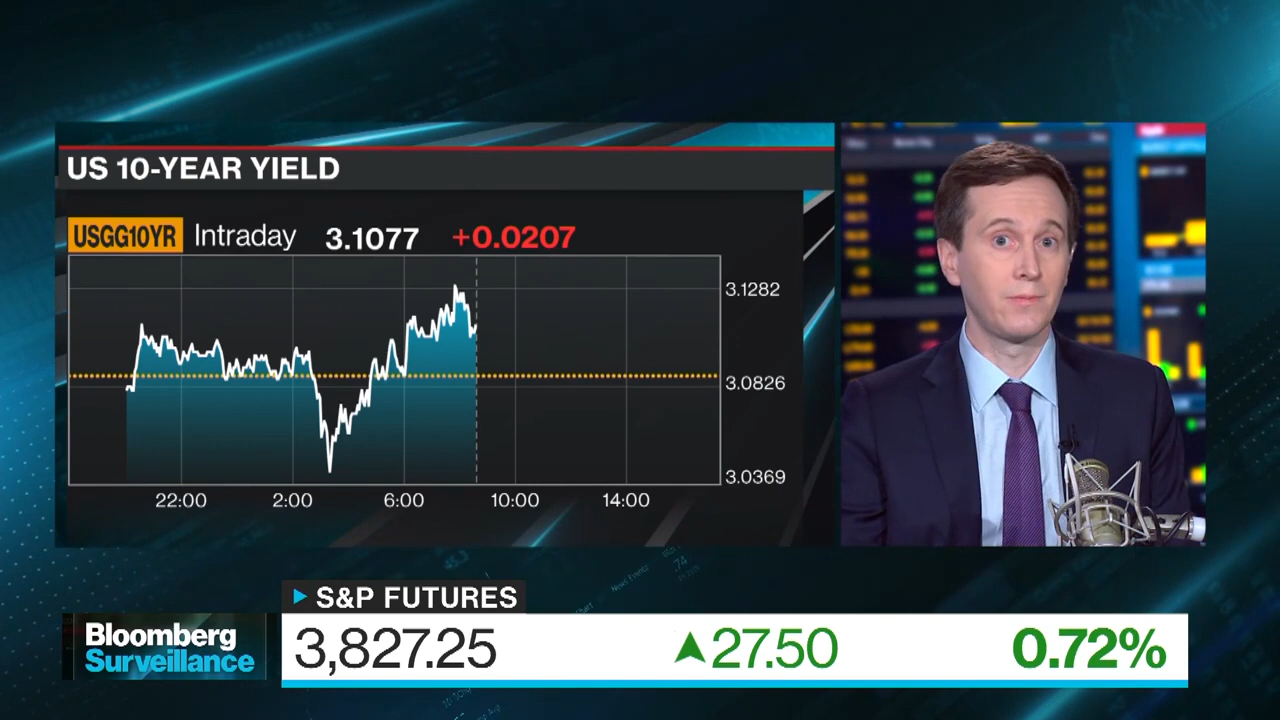 US 10-YEAR YIELD
USGG10YR Intraday 3.1077 +0.0207
3.1282
3.0826
3.0369
22:00 2:00 6:00 10:00 14:00
S&P FUTURES
3,827.25 27.50 0.72%
Bloomberg
Surveillance